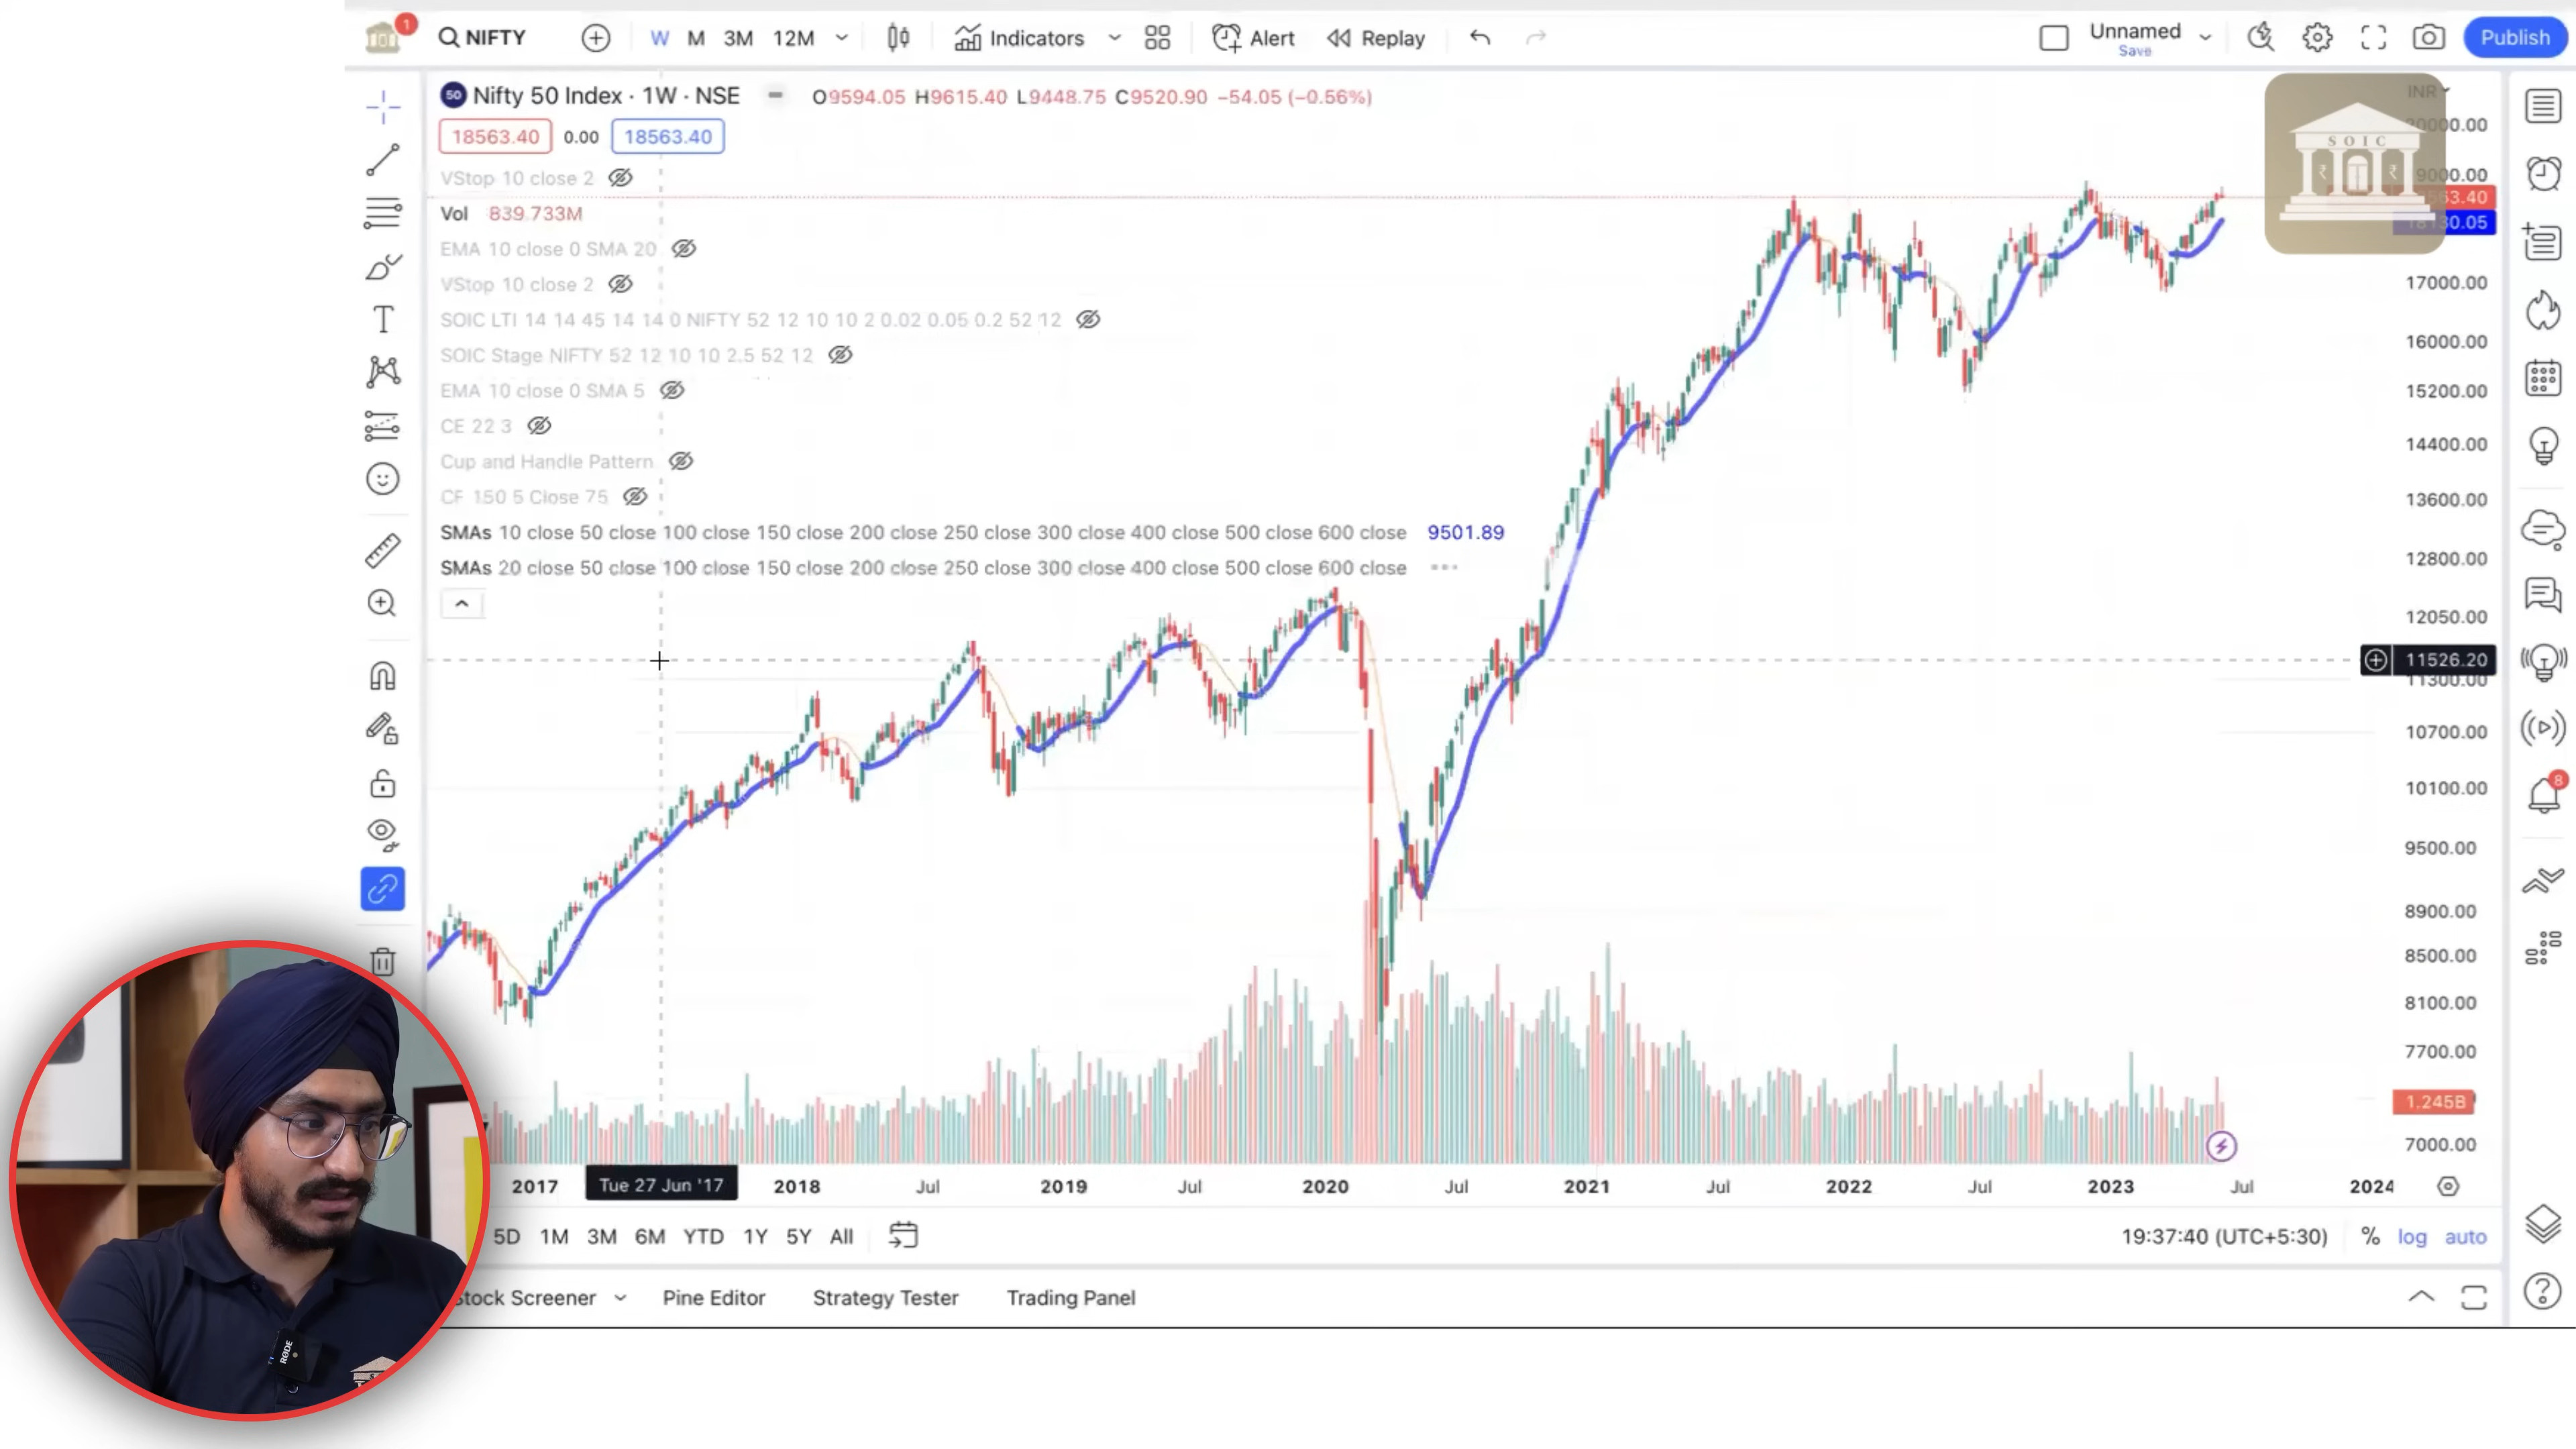 1
NIFTY W M 3M 12M Indicators Alert Replay Unnamed Publish
Save
50 Nifty 50 Index · 1W · NSE O9594.05 H9615.40 L9448.75 C9520.90 −54.05 (−0.56%) INR
18563.40 0.00 18563.40
VStop 10 close 2
Vol 839.733M
EMA 10 close 0 SMA 20
VStop 10 close 2
SOIC LTI 14 14 45 14 14 0 NIFTY 52 12 10 10 2 0.02 0.05 0.2 52 12
SOIC Stage NIFTY 52 12 10 10 2.5 52 12
EMA 10 close 0 SMA 5
CE 22 3
Cup and Handle Pattern
CF 150 5 Close 75
SMAs 10 close 50 close 100 close 150 close 200 close 250 close 300 close 400 close 500 close 600 close 9501.89
SMAs 20 close 50 close 100 close 150 close 200 close 250 close 300 close 400 close 500 close 600 close
SOIC
₹ ₹
17000.00
16000.00
15200.00
14400.00
13600.00
12800.00
12050.00
11526.20
11300.00
10700.00
10100.00
9500.00
8900.00
8500.00
8100.00
7700.00
1.245B
7000.00
8
2017 Tue 27 Jun '17 2018 Jul 2019 Jul 2020 Jul 2021 Jul 2022 Jul 2023 Jul 2024
5D 1M 3M 6M YTD 1Y 5Y All 19:37:40 (UTC+5:30) % log auto
Stock Screener Pine Editor Strategy Tester Trading Panel
RØDE